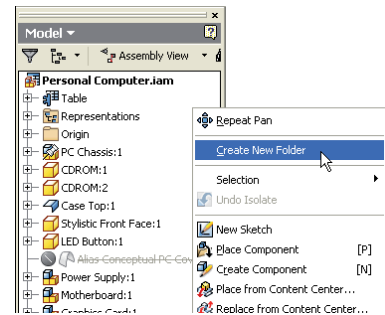 Model
Assembly View
Personal Computer.iam
Table
Representations
Origin
PC Chassis:1
CDROM:1
CDROM:2
Case Top:1
Stylistic Front Face:1
LED Button:1
Alias Conceptual PC Cov
Power Supply:1
Motherboard:1
Graphics Card:1
Repeat Pan
Create New Folder
Selection
Undo Isolate
New Sketch
Place Component [P]
Create Component [N]
Place from Content Center...
Replace from Content Center...